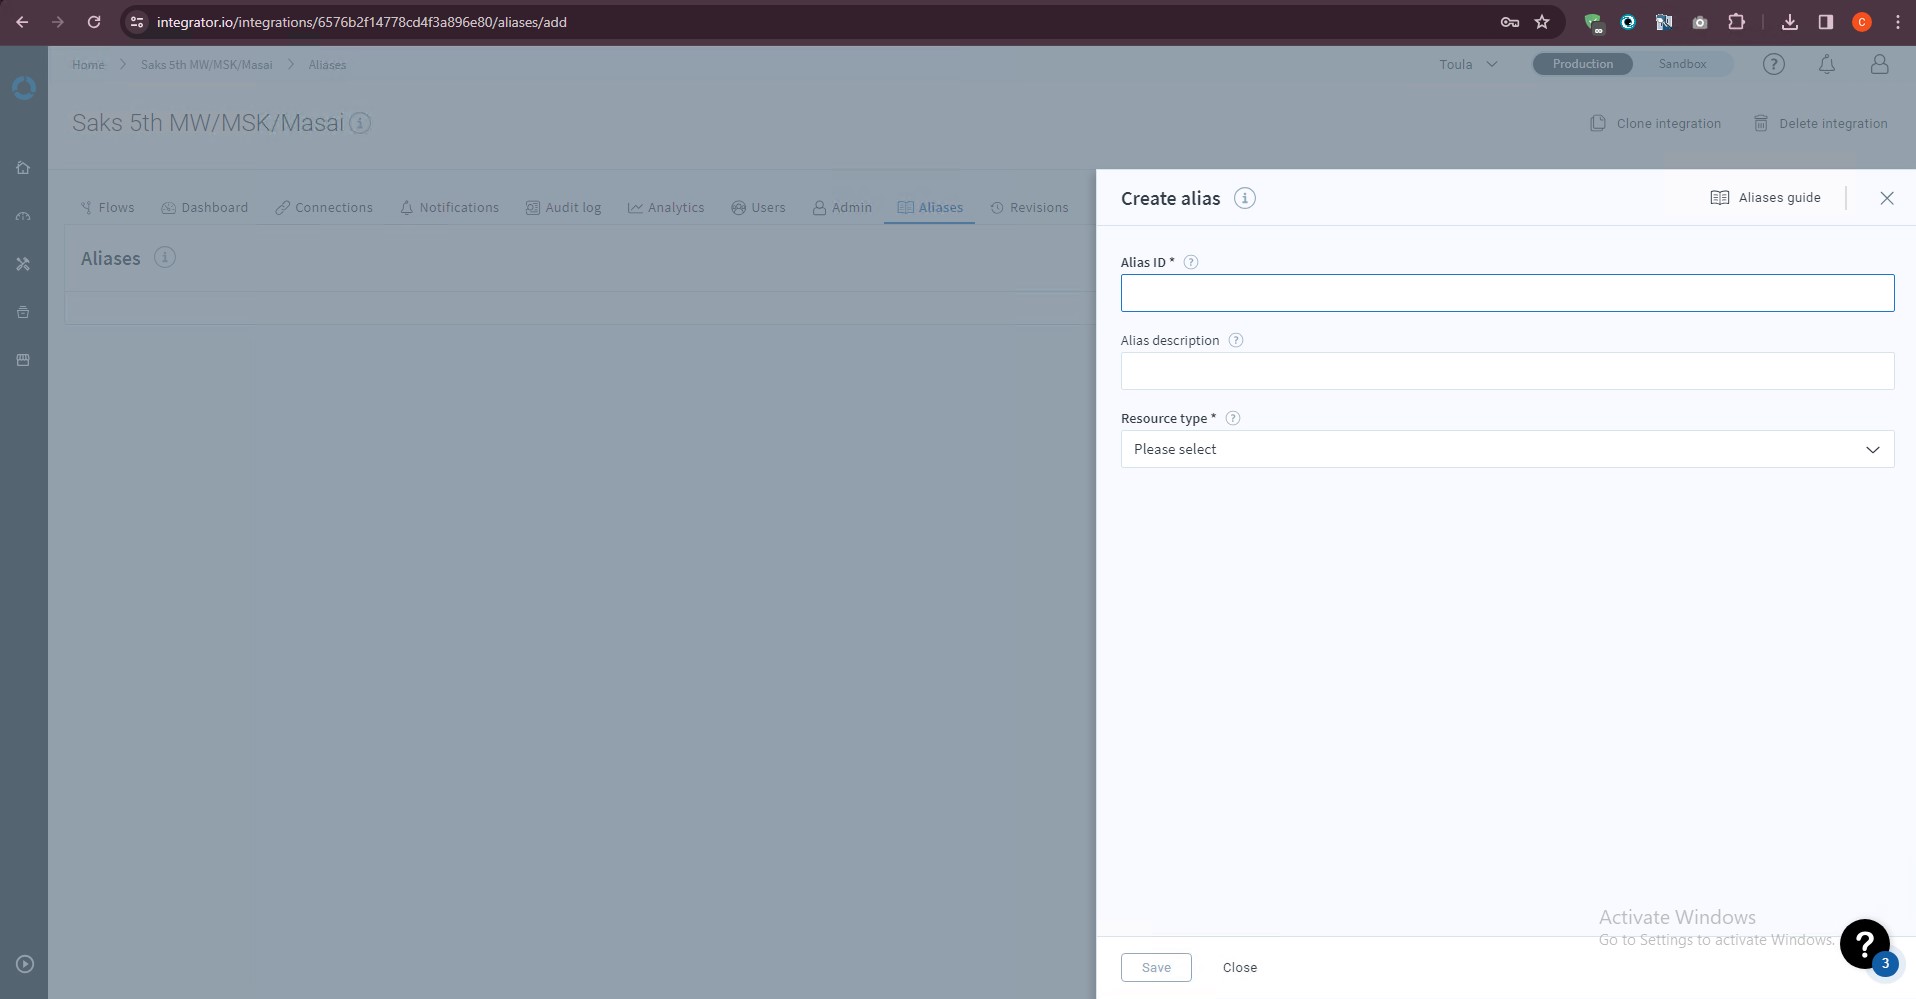 integrator.io/integrations/6576b2f14778cd4f3a896e80/aliases/add
C
Home
Saks 5th MW/MSK/Masai
Aliases
Toula
Production
Sandbox
?
Saks 5th MW/MSK/Masai
Clone integration
Delete integration
Flows
Dashboard
Connections
Notifications
Audit log
Analytics
Users
Admin
Aliases
Revisions
Aliases
Create alias
Aliases guide
Alias ID *
Alias description
Resource type *
Please select
Activate Windows
Go to Settings to activate Windows.
Save
Close
?
3